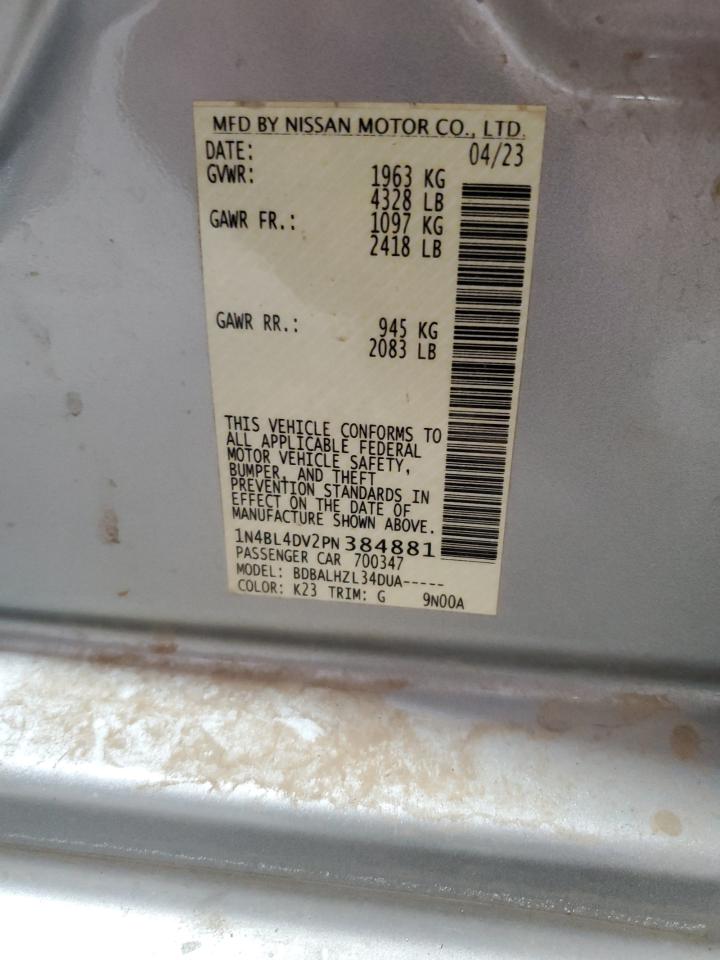 MFD BY NISSAN MOTOR CO., LTD.
DATE: 04/23
GVWR: 1963 KG
4328 LB
GAWR FR.: 1097 KG
2418 LB
GAWR RR.: 945 KG
2083 LB
THIS VEHICLE CONFORMS TO
ALL APPLICABLE FEDERAL
MOTOR VEHICLE SAFETY,
BUMPER, AND THEFT
PREVENTION STANDARDS IN
EFFECT ON THE DATE OF
MANUFACTURE SHOWN ABOVE.
1N4BL4DV2PN384881
PASSENGER CAR 700347
MODEL: BDBALHZL34DUA-----
COLOR: K23 TRIM: G 9N00A